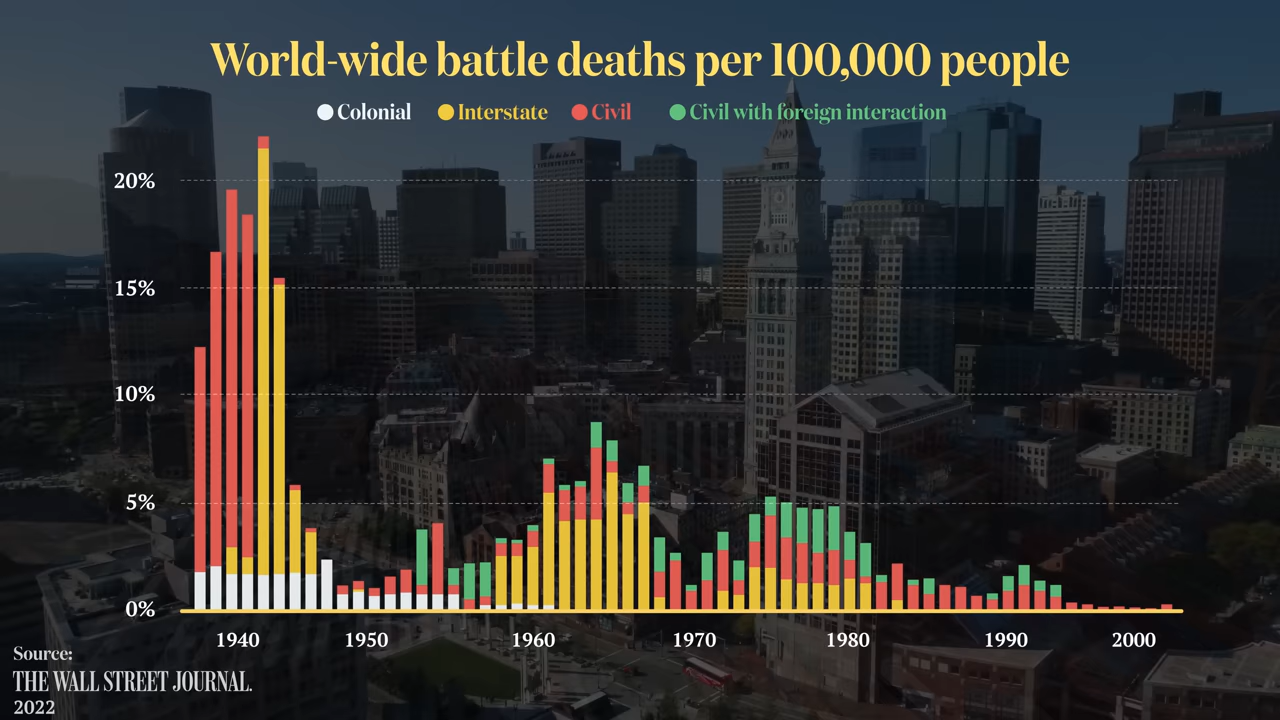 World-wide battle deaths per 100,000 people
Colonial Interstate Civil Civil with foreign interaction
20%
15%
10%
5%
0%
1940 1950 1960 1970 1980 1990 2000
Source:
THE WALL STREET JOURNAL.
2022